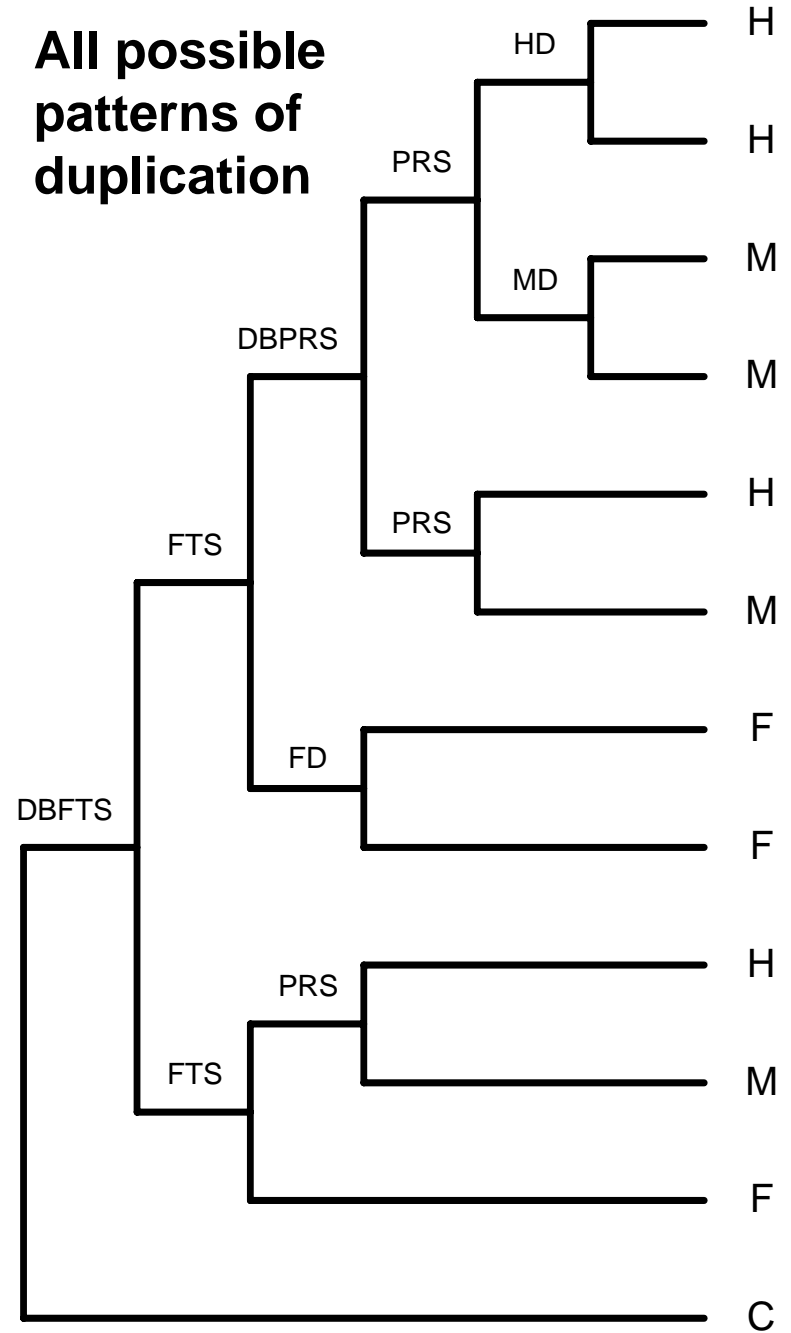 All possible
patterns of
duplication
H
HD
H
PRS
M
MD
DBPRS
M
H
PRS
FTS
M
F
FD
DBFTS
F
H
PRS
FTS
M
F
C